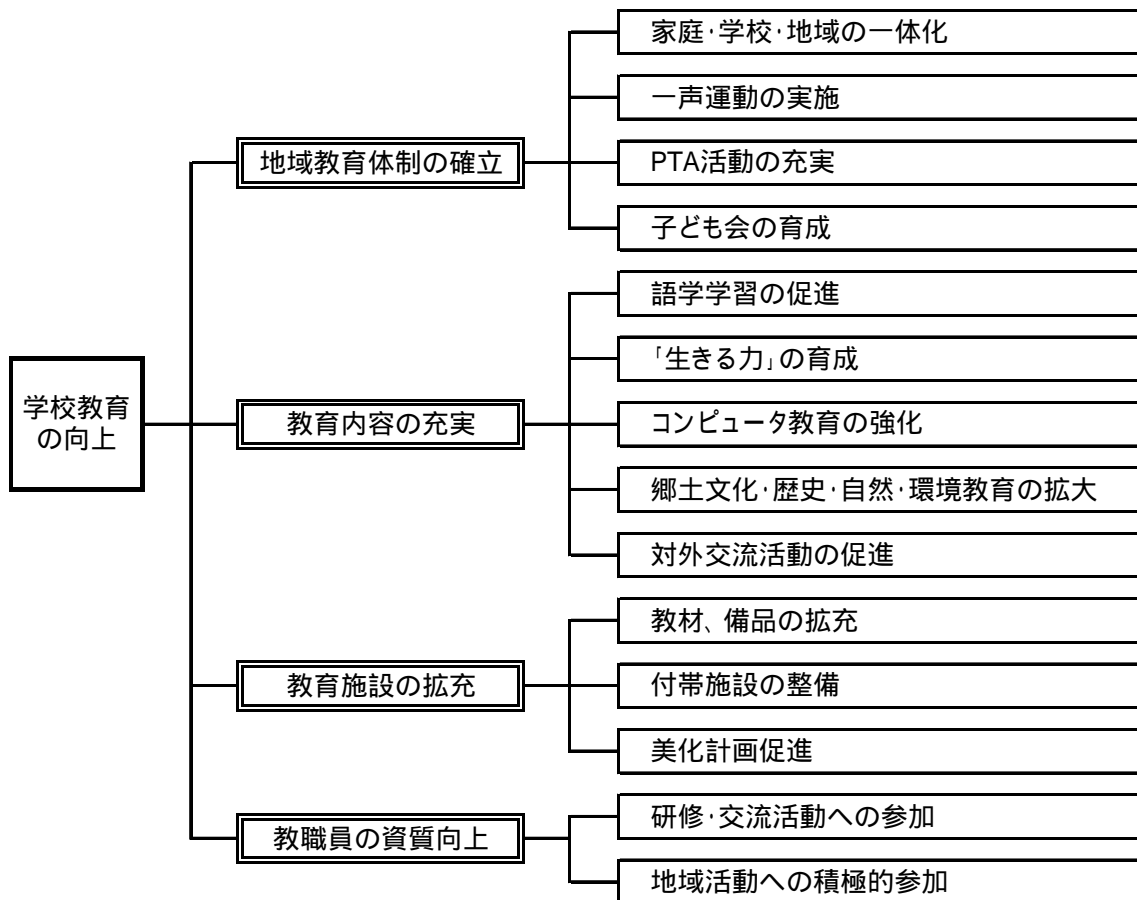 学校教育
の向上
地域教育体制の確立
家庭・学校・地域の一体化
一声運動の実施
PTA活動の充実
子ども会の育成
教育内容の充実
語学学習の促進
「生きる力」の育成
コンピュータ教育の強化
郷土文化・歴史・自然・環境教育の拡大
対外交流活動の促進
教育施設の拡充
教材、備品の拡充
付帯施設の整備
美化計画促進
教職員の資質向上
研修・交流活動への参加
地域活動への積極的参加